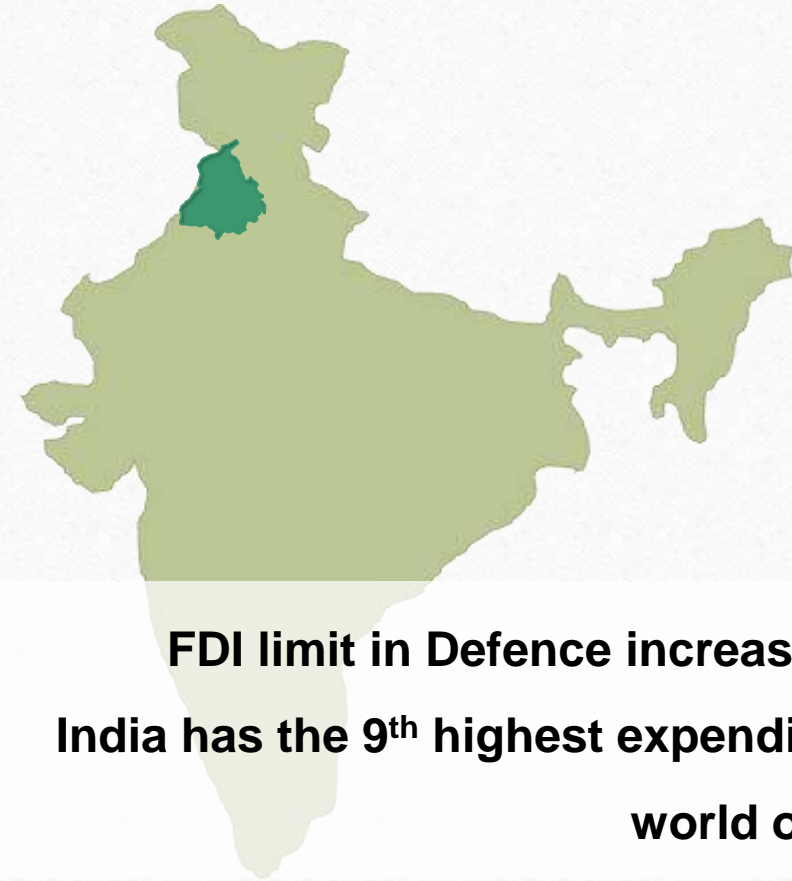 FDI limit in Defence increas
India has the 9th highest expendi
world o